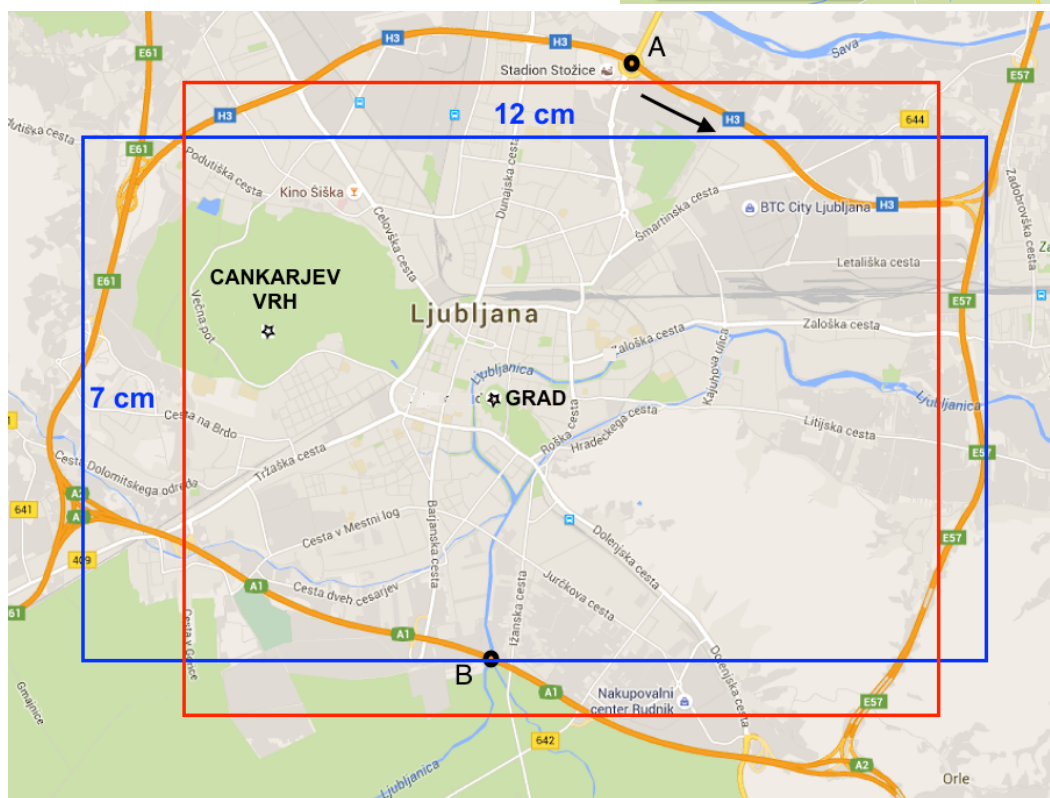 H3
H3
A
Sava
E61
Stadion Stožice
E57
H3
12 cm
H3
644
E61
Podutiška cesta
Kino Šiška
Dunajska cesta
Celovška cesta
Šmartinska cesta
BTC City Ljubljana
H3
Zadobrovška cesta
CANKARJEV
VRH
Letališka cesta
E61
Večna pot
E57
Ljubljana
Zaloška cesta
Zaloška cesta
Kajuhova ulica
Ljubljanica
7 cm
GRAD
Ljubljanica
Cesta na Brdo
Roška cesta
Hradeckega cesta
Litijska cesta
Tržaška cesta
E57
Cesta Dolomitskega odreda
A2
641
Barjanska cesta
Cesta v Mestni log
Dolenjska cesta
E57
409
A1
Cesta dveh cesarjev
Jurčkova cesta
Ižanska cesta
61
A1
Cesta v Gorice
B
Dolenjska cesta
Gmajnice
A1
Nakupovalni
center Rudnik
E57
642
A2
Ljubljanica
Orle